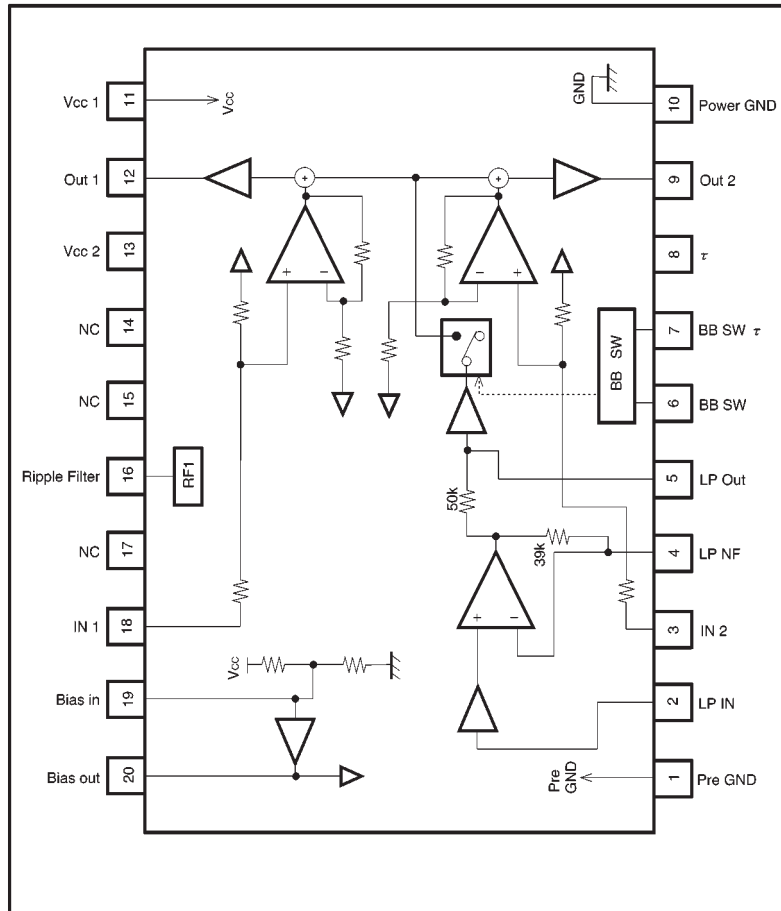 Vcc 1
11
Vcc
GND
10
Power GND
Out 1
12
+
+
9
Out 2
Vcc 2
13
+
−
−
+
8
τ
NC
14
BB SW
7
BB SW τ
NC
15
6
BB SW
Ripple Filter
16
RF1
50k
5
LP Out
NC
17
39k
4
LP NF
IN 1
18
+
−
3
IN 2
Vcc
Bias in
19
2
LP IN
Bias out
20
Pre
GND
1
Pre GND